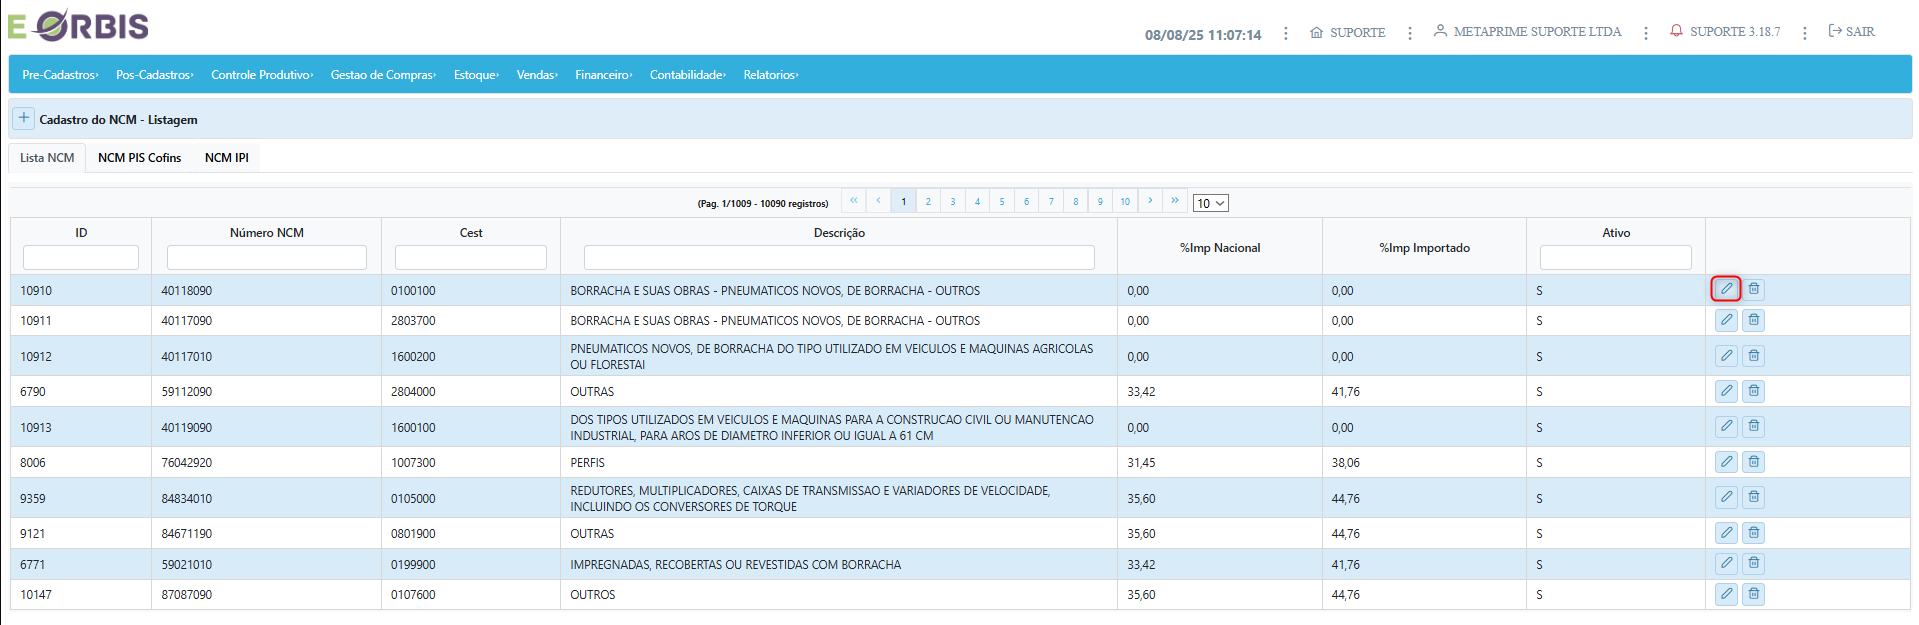 E ORBIS
08/08/25 11:07:14
SUPORTE
METAPRIME SUPORTE LTDA
SUPORTE 3.18.7
SAIR
Pre-Cadastros
Pos-Cadastros
Controle Produtivo
Gestao de Compras
Estoque
Vendas
Financeiro
Contabilidade
Relatorios
Cadastro do NCM - Listagem
Lista NCM
NCM PIS Cofins
NCM IPI
(Pag. 1/1009 - 10090 registros) 1 2 3 4 5 6 7 8 9 10 10
ID Número NCM Cest Descrição %Imp Nacional %Imp Importado Ativo
10910 40118090 0100100 BORRACHA E SUAS OBRAS - PNEUMATICOS NOVOS, DE BORRACHA - OUTROS 0,00 0,00 S
10911 40117090 2803700 BORRACHA E SUAS OBRAS - PNEUMATICOS NOVOS, DE BORRACHA - OUTROS 0,00 0,00 S
10912 40117010 1600200 PNEUMATICOS NOVOS, DE BORRACHA DO TIPO UTILIZADO EM VEICULOS E MAQUINAS AGRICOLAS
OU FLORESTAI 0,00 0,00 S
6790 59112090 2804000 OUTRAS 33,42 41,76 S
10913 40119090 1600100 DOS TIPOS UTILIZADOS EM VEICULOS E MAQUINAS PARA A CONSTRUCAO CIVIL OU MANUTENCAO
INDUSTRIAL, PARA AROS DE DIAMETRO INFERIOR OU IGUAL A 61 CM 0,00 0,00 S
8006 76042920 1007300 PERFIS 31,45 38,06 S
9359 84834010 0105000 REDUTORES, MULTIPLICADORES, CAIXAS DE TRANSMISSAO E VARIADORES DE VELOCIDADE,
INCLUINDO OS CONVERSORES DE TORQUE 35,60 44,76 S
9121 84671190 0801900 OUTRAS 35,60 44,76 S
6771 59021010 0199900 IMPREGNADAS, RECOBERTAS OU REVESTIDAS COM BORRACHA 33,42 41,76 S
10147 87087090 0107600 OUTROS 35,60 44,76 S